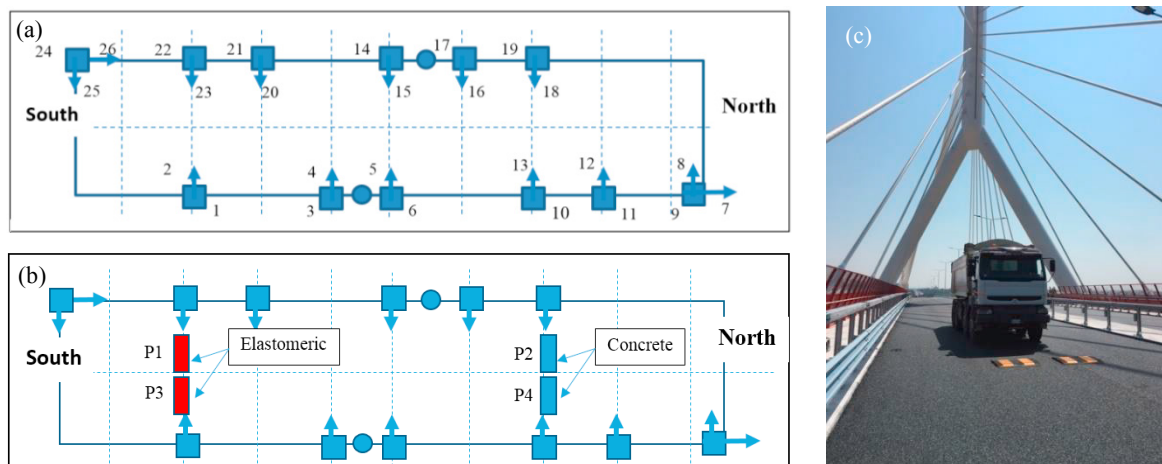 (a)
24 26 22 21 14 17 19
25 23 20 15 16 18
South North
2 4 5 13 12 8
1 3 6 10 11 9 7
(b)
South North
P1 Elastomeric P2 Concrete
P3 P4
(c)